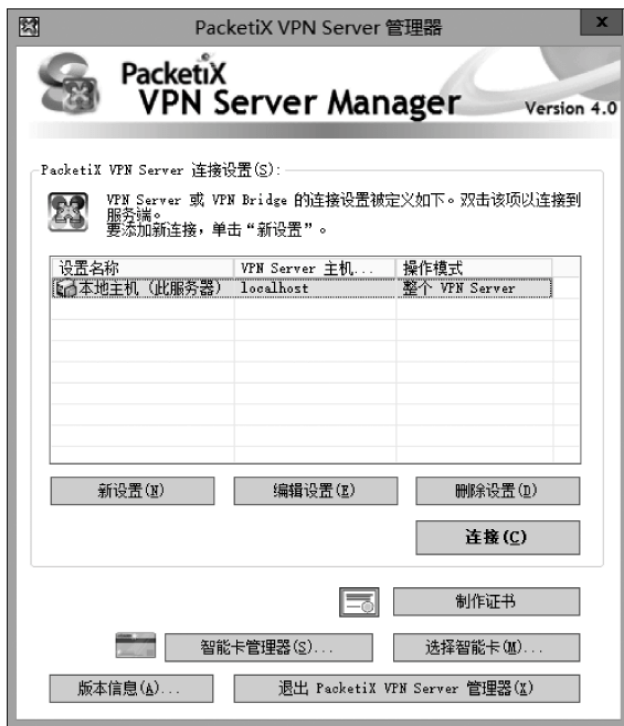 PacketiX VPN Server 管理器
x
PacketiX
VPN Server Manager
Version 4.0
PacketiX VPN Server 连接设置(S):
VPN Server 或 VPN Bridge 的连接设置被定义如下。双击该项以连接到
服务端。
要添加新连接，单击“新设置”。
设置名称 VPN Server 主机... 操作模式
本地主机（此服务器） localhost 整个 VPN Server
新设置(N) 编辑设置(E) 删除设置(D)
连接(C)
制作证书
智能卡管理器(S)... 选择智能卡(M)...
版本信息(A)... 退出 PacketiX VPN Server 管理器(X)